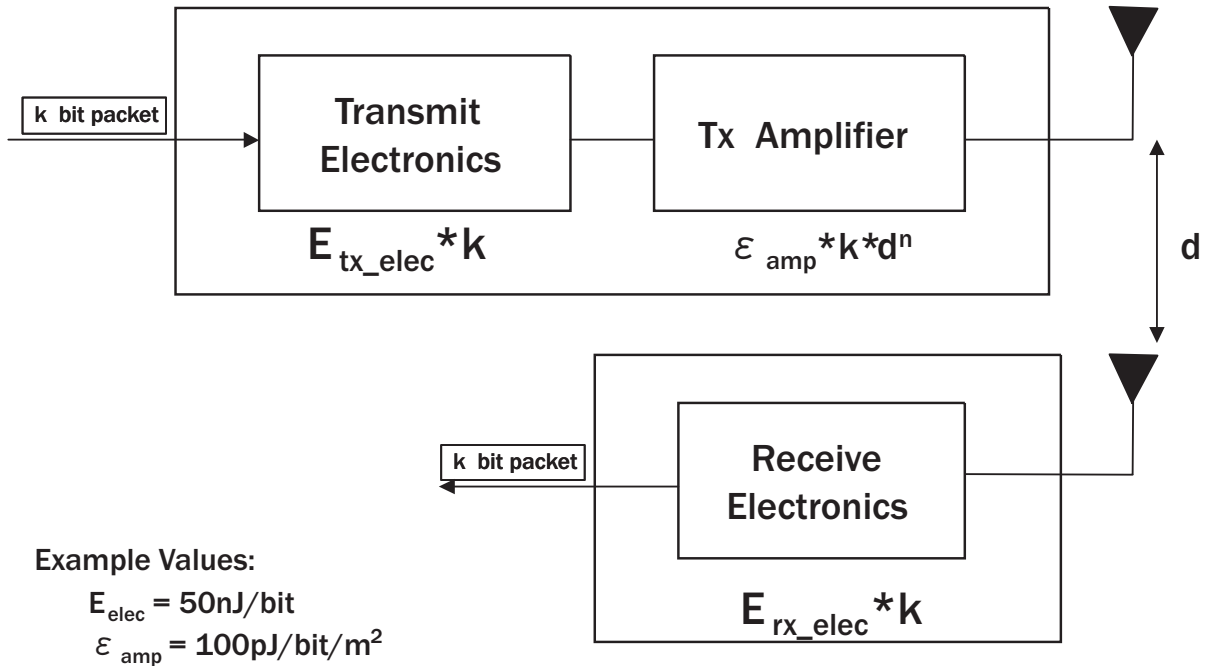 k bit packet
Transmit
Electronics
Tx Amplifier
E tx_elec *k
ε amp *k*dⁿ
d
k bit packet
Receive
Electronics
E rx_elec *k
Example Values:
E elec = 50nJ/bit
ε amp = 100pJ/bit/m²